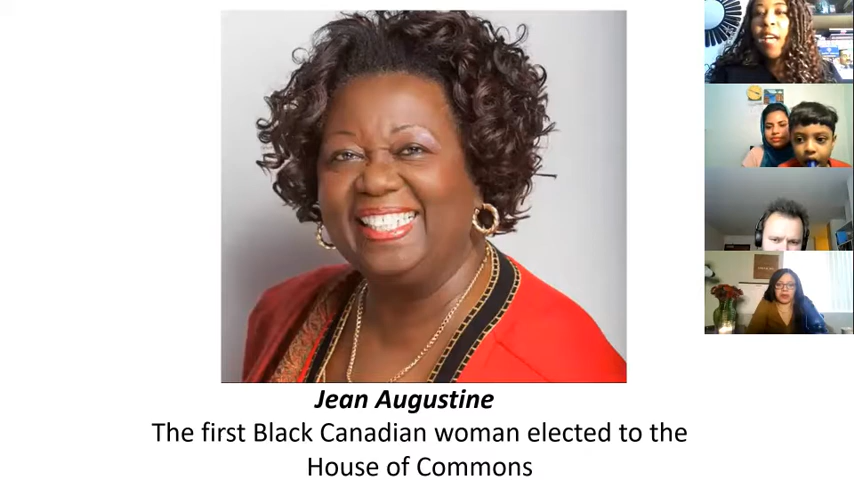 Jean Augustine
The first Black Canadian woman elected to the
House of Commons